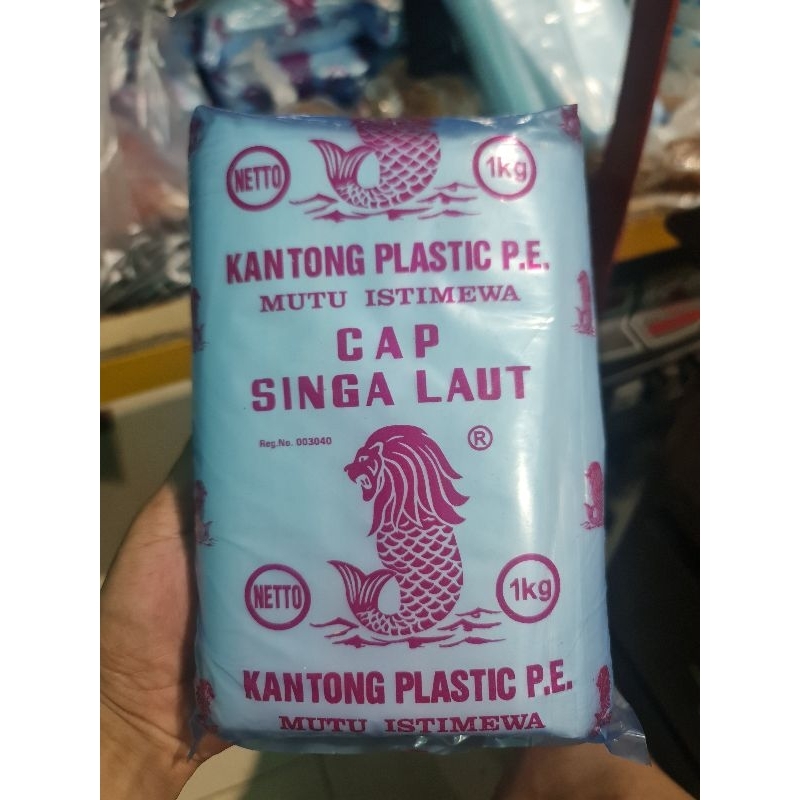 NETTO 1kg
KANTONG PLASTIC P.E.
MUTU ISTIMEWA
CAP
SINGA LAUT
Reg.No. 003040 ®
NETTO 1kg
KANTONG PLASTIC P.E.
MUTU ISTIMEWA